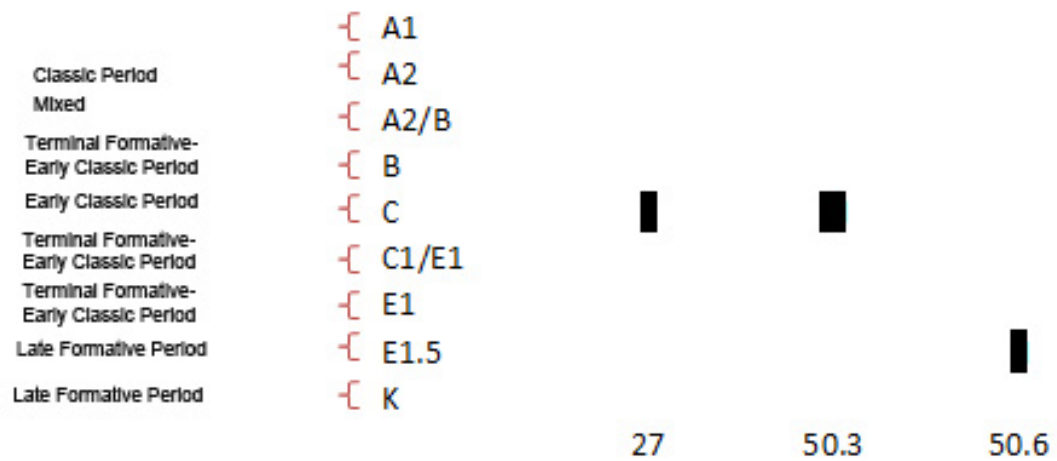 A1
Classic Period A2
Mixed A2/B
Terminal Formative-
Early Classic Period B
Early Classic Period C
Terminal Formative-
Early Classic Period C1/E1
Terminal Formative-
Early Classic Period E1
Late Formative Period E1.5
Late Formative Period K
27 50.3 50.6